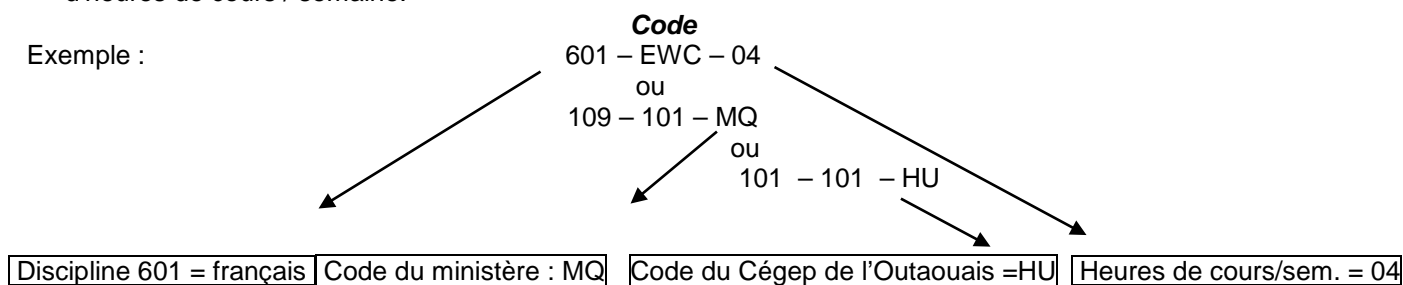 d'heures de cours / semaine.
Code
Exemple : 601 – EWC – 04
ou
109 – 101 – MQ
ou
101 – 101 – HU
Discipline 601 = français Code du ministère : MQ Code du Cégep de l'Outaouais =HU Heures de cours/sem. = 04